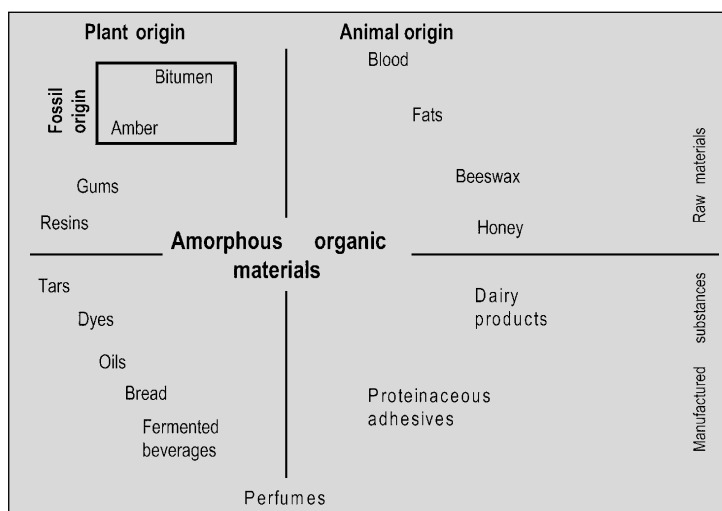 Plant origin
Animal origin
Blood
Fossil
origin
Bitumen
Amber
Fats
Gums
Beeswax
Resins
Honey
Raw materials
Amorphous organic
materials
Tars
Dyes
Oils
Bread
Fermented
beverages
Dairy
products
Proteinaceous
adhesives
Manufactured substances
Perfumes